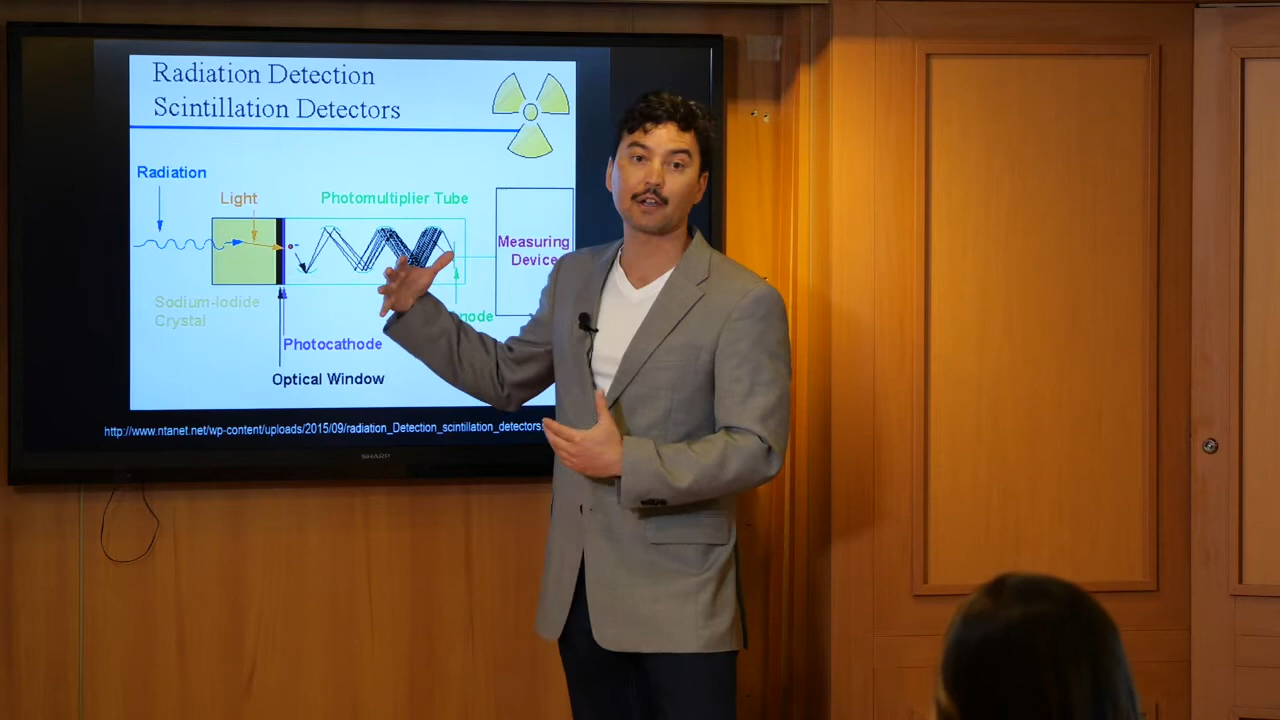 Radiation Detection
Scintillation Detectors
Radiation
Light
Photomultiplier Tube
e-
Measuring
Device
Sodium-Iodide
Crystal
Photocathode
Optical Window
http://www.ntanet.net/wp-content/uploads/2015/09/radiation_Detection_scintillation_detectors
SHARP